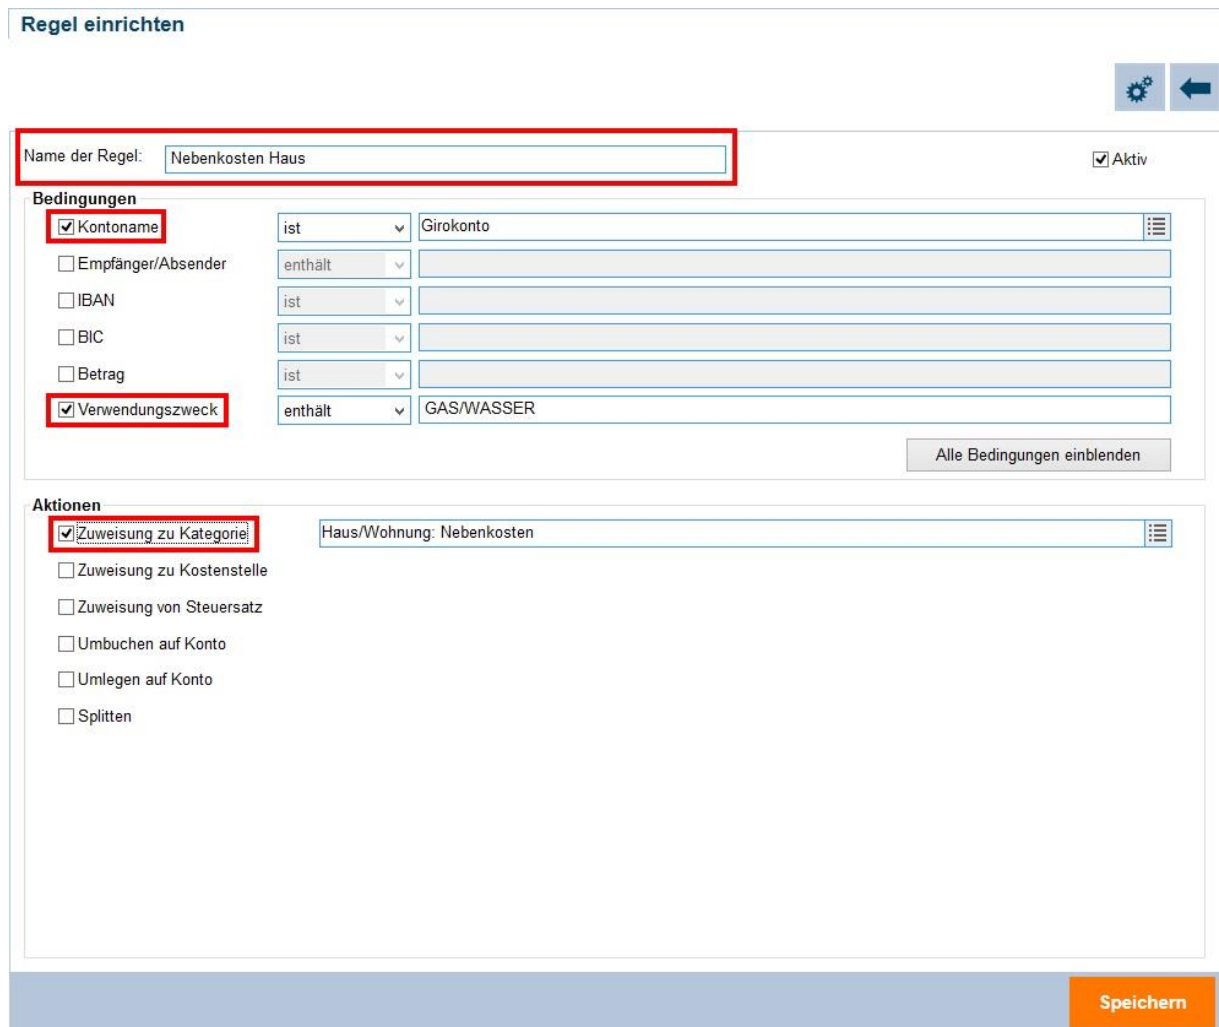 Regel einrichten
Name der Regel: Nebenkosten Haus Aktiv
Bedingungen
Kontoname ist Girokonto
Empfänger/Absender enthält
IBAN ist
BIC ist
Betrag ist
Verwendungszweck enthält GAS/WASSER
Alle Bedingungen einblenden
Aktionen
Zuweisung zu Kategorie Haus/Wohnung: Nebenkosten
Zuweisung zu Kostenstelle
Zuweisung von Steuersatz
Umbuchen auf Konto
Umlegen auf Konto
Splitten
Speichern